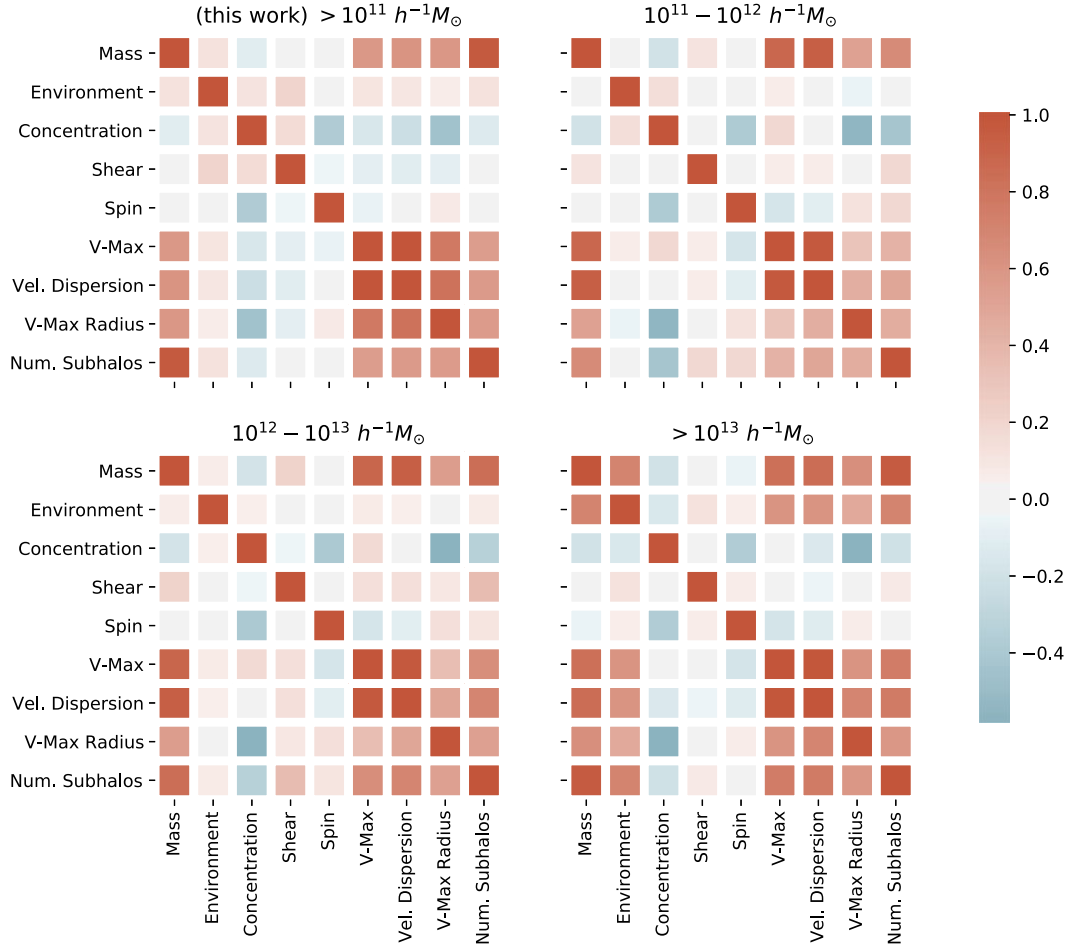 (this work) > 10^{11} h^{-1}M_⊙
10^{11} − 10^{12} h^{-1}M_⊙
Mass
Environment
Concentration
Shear
Spin
V-Max
Vel. Dispersion
V-Max Radius
Num. Subhalos
10^{12} − 10^{13} h^{-1}M_⊙
> 10^{13} h^{-1}M_⊙
Mass
Environment
Concentration
Shear
Spin
V-Max
Vel. Dispersion
V-Max Radius
Num. Subhalos
Mass
Environment
Concentration
Shear
Spin
V-Max
Vel. Dispersion
V-Max Radius
Num. Subhalos
Mass
Environment
Concentration
Shear
Spin
V-Max
Vel. Dispersion
V-Max Radius
Num. Subhalos
1.0
0.8
0.6
0.4
0.2
0.0
−0.2
−0.4